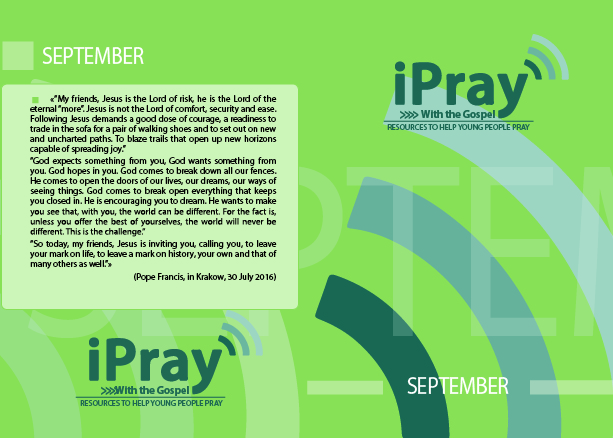 SEPTEMBER
«"My friends, Jesus is the Lord of risk, he is the Lord of the
eternal "more". Jesus is not the Lord of comfort, security and ease.
Following Jesus demands a good dose of courage, a readiness to
trade in the sofa for a pair of walking shoes and to set out on new
and uncharted paths. To blaze trails that open up new horizons
capable of spreading joy."
"God expects something from you, God wants something from
you. God hopes in you. God comes to break down all our fences.
He comes to open the doors of our lives, our dreams, our ways of
seeing things. God comes to break open everything that keeps
you closed in. He is encouraging you to dream. He wants to make
you see that, with you, the world can be different. For the fact is,
unless you offer the best of yourselves, the world will never be
different. This is the challenge."
"So today, my friends, Jesus is inviting you, calling you, to leave
your mark on life, to leave a mark on history, your own and that of
many others as well."»
(Pope Francis, in Krakow, 30 July 2016)
iPray
>>>> With the Gospel
RESOURCES TO HELP YOUNG PEOPLE PRAY
iPray
>>>> With the Gospel
RESOURCES TO HELP YOUNG PEOPLE PRAY
SEPTEMBER